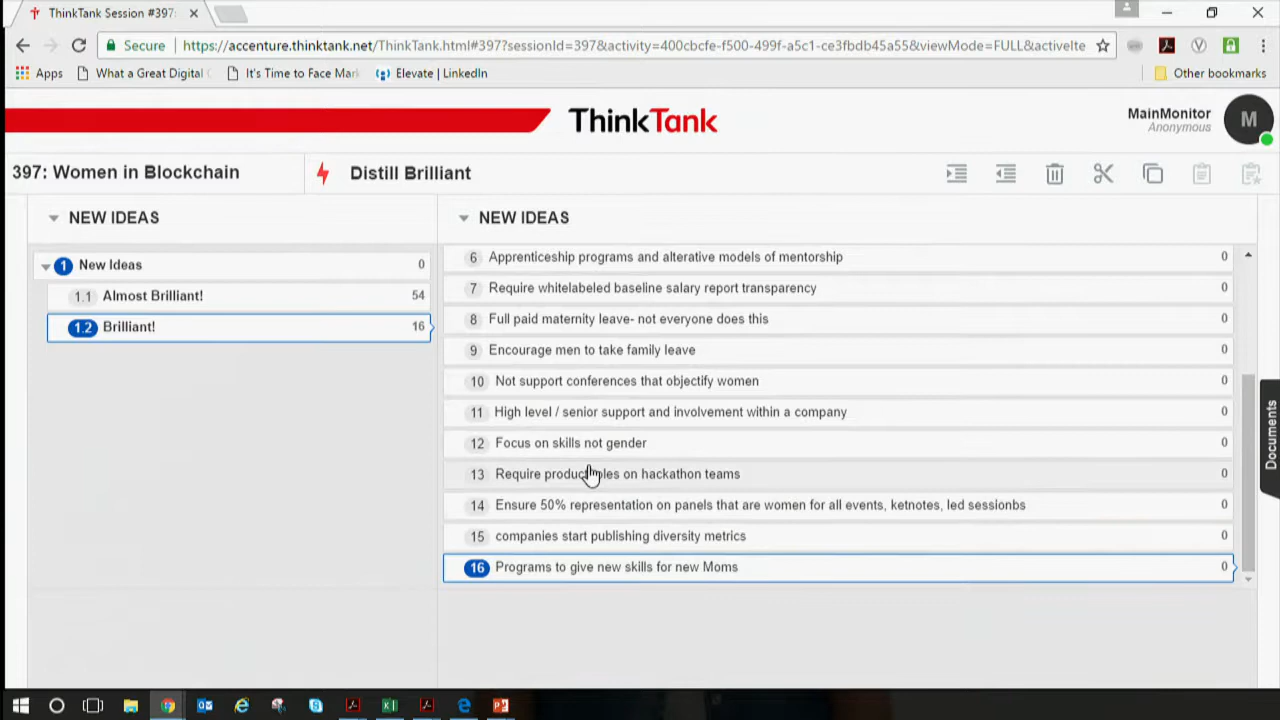 ThinkTank Session #397:
Secure https://accenture.thinktank.net/ThinkTank.html#397?sessionId=397&activity=400cbcfe-f500-499f-a5c1-ce3fbdb45a55&viewMode=FULL&activeIte
Apps What a Great Digital It's Time to Face Mar Elevate | LinkedIn Other bookmarks
ThinkTank
MainMonitor
Anonymous
M
397: Women in Blockchain Distill Brilliant
NEW IDEAS
1 New Ideas 0
1.1 Almost Brilliant! 54
1.2 Brilliant! 16
NEW IDEAS
6 Apprenticeship programs and alterative models of mentorship 0
7 Require whitelabeled baseline salary report transparency 0
8 Full paid maternity leave- not everyone does this 0
9 Encourage men to take family leave 0
10 Not support conferences that objectify women 0
11 High level / senior support and involvement within a company 0
12 Focus on skills not gender 0
13 Require on hackathon teams 0
14 Ensure 50% representation on panels that are women for all events, ketnotes, led sessionbs 0
15 companies start publishing diversity metrics 0
16 Programs to give new skills for new Moms 0
Documents